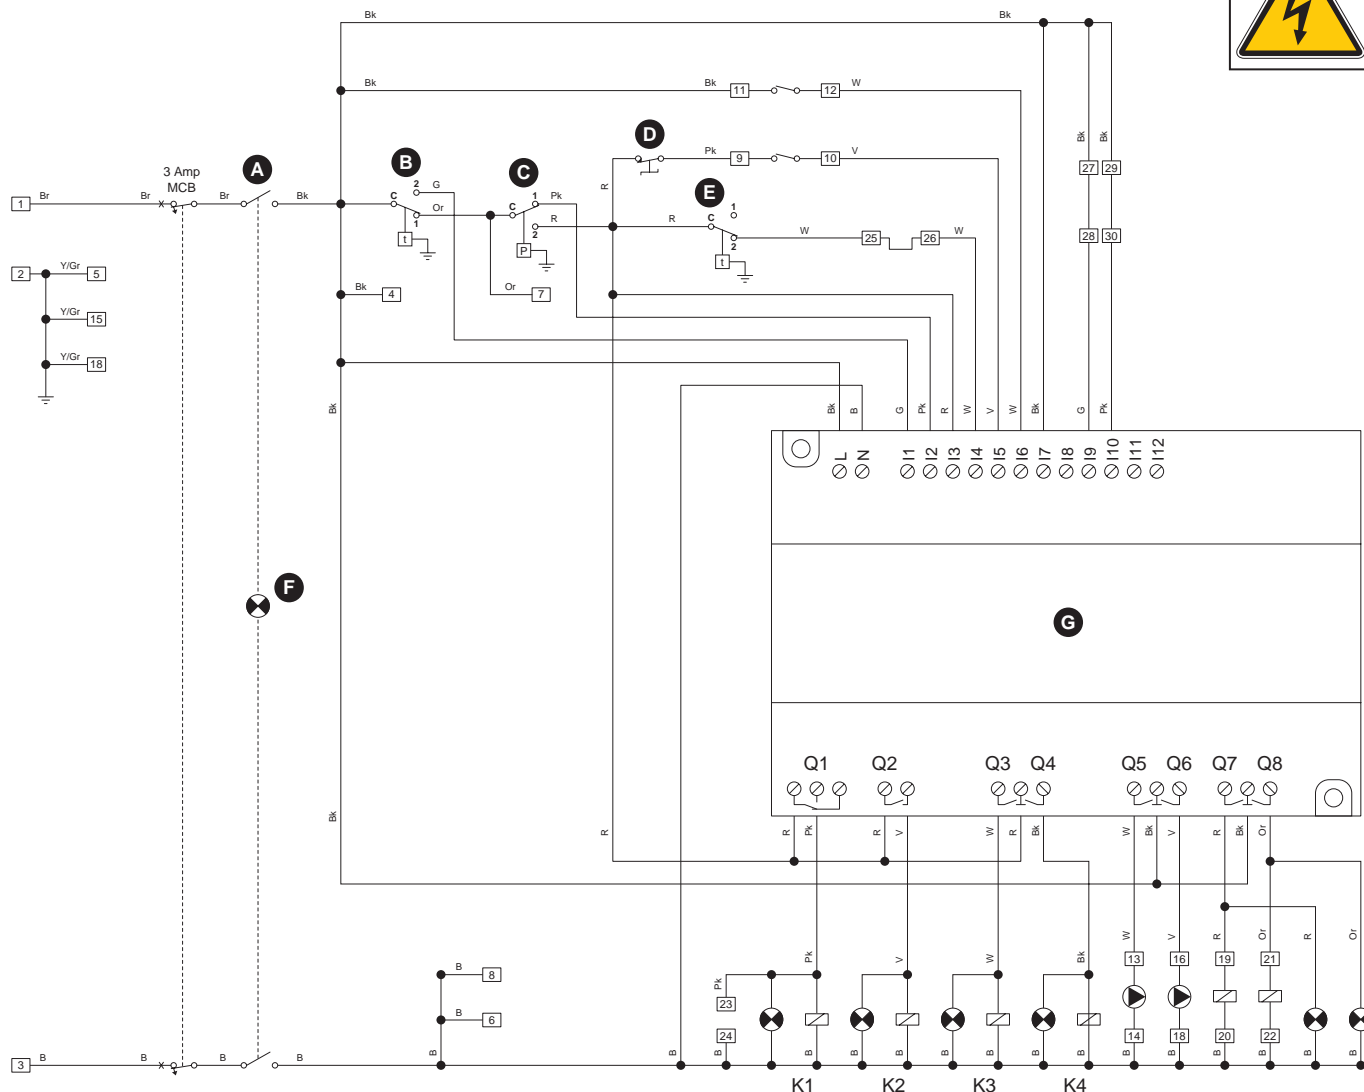 Bk Bk
Bk Bk 11 12 W
D
Pk 9 10 V
3 Amp
MCB
A B C E
Bk Bk
27 29
1 Br Br Br Bk C 2 G C 1 Pk R
Or 1 R 2 R C 1
W 25 26 W
2
28 30
t P t
2 Y/Gr 5
Bk 4 Or 7
Y/Gr 15
Y/Gr 18
Bk Bk B G Pk R W V W Bk G Pk
L N I1 I2 I3 I4 I5 I6 I7 I8 I9 I10 I11 I12
F
G
Q1 Q2 Q3 Q4 Q5 Q6 Q7 Q8
Bk R R Pk R V W R Bk W Bk V R Bk Or
Pk V W Bk W V R Or R Or
B 8 Pk 13 16 19 21
23
B 6
24 14 18 20 22
3 B B B B B B B B B B B B B B B B B B B B B
K1 K2 K3 K4